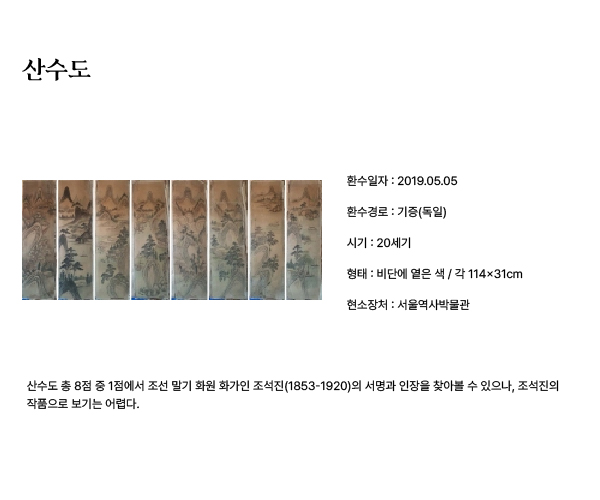 산수도
환수일자 : 2019.05.05
환수경로 : 기증(독일)
시기 : 20세기
형태 : 비단에 옅은 색 / 각 114×31cm
현소장처 : 서울역사박물관
산수도 총 8점 중 1점에서 조선 말기 화원 화가인 조석진(1853-1920)의 서명과 인장을 찾아볼 수 있으나, 조석진의
작품으로 보기는 어렵다.